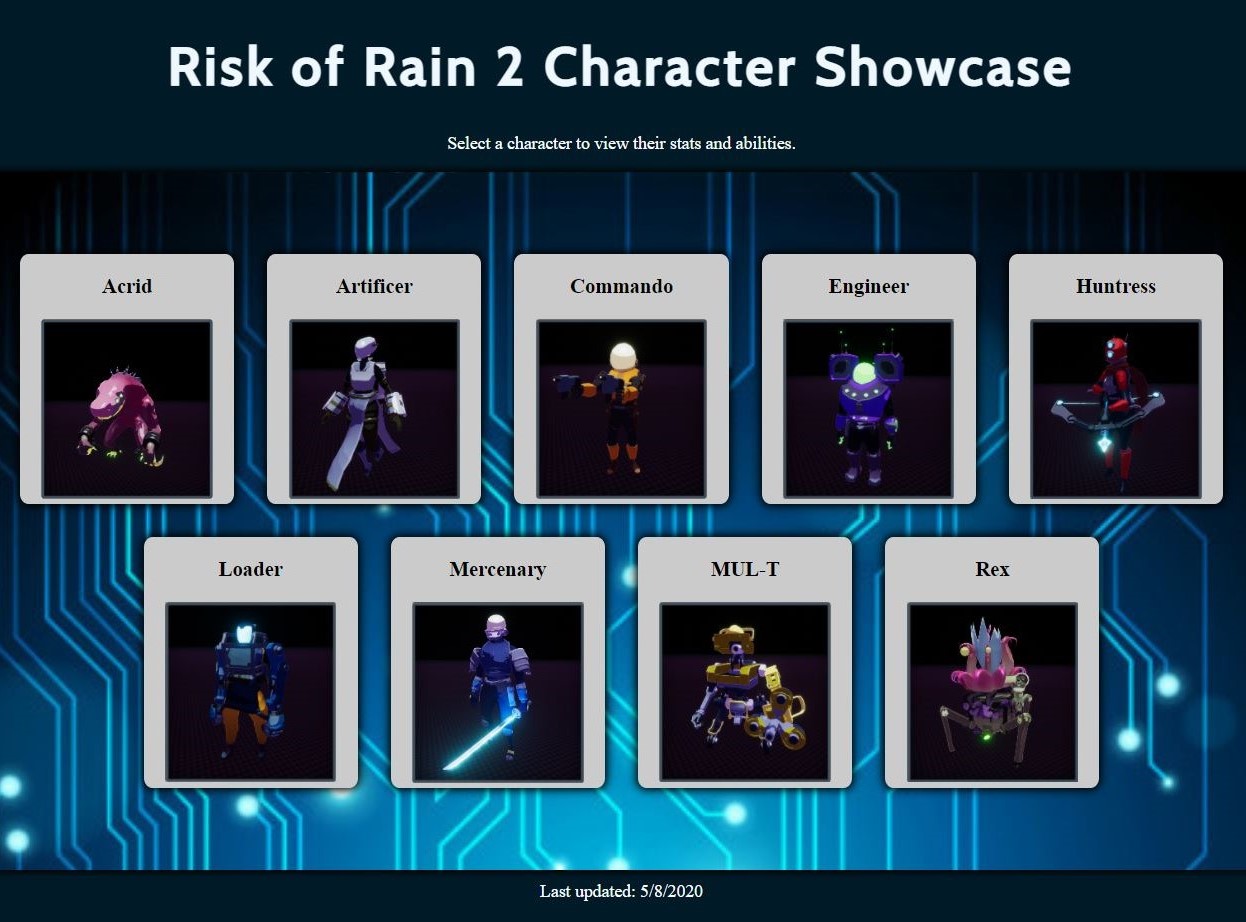 Risk of Rain 2 Character Showcase
Select a character to view their stats and abilities.
Acrid
Artificer
Commando
Engineer
Huntress
Loader
Mercenary
MUL-T
Rex
Last updated: 5/8/2020